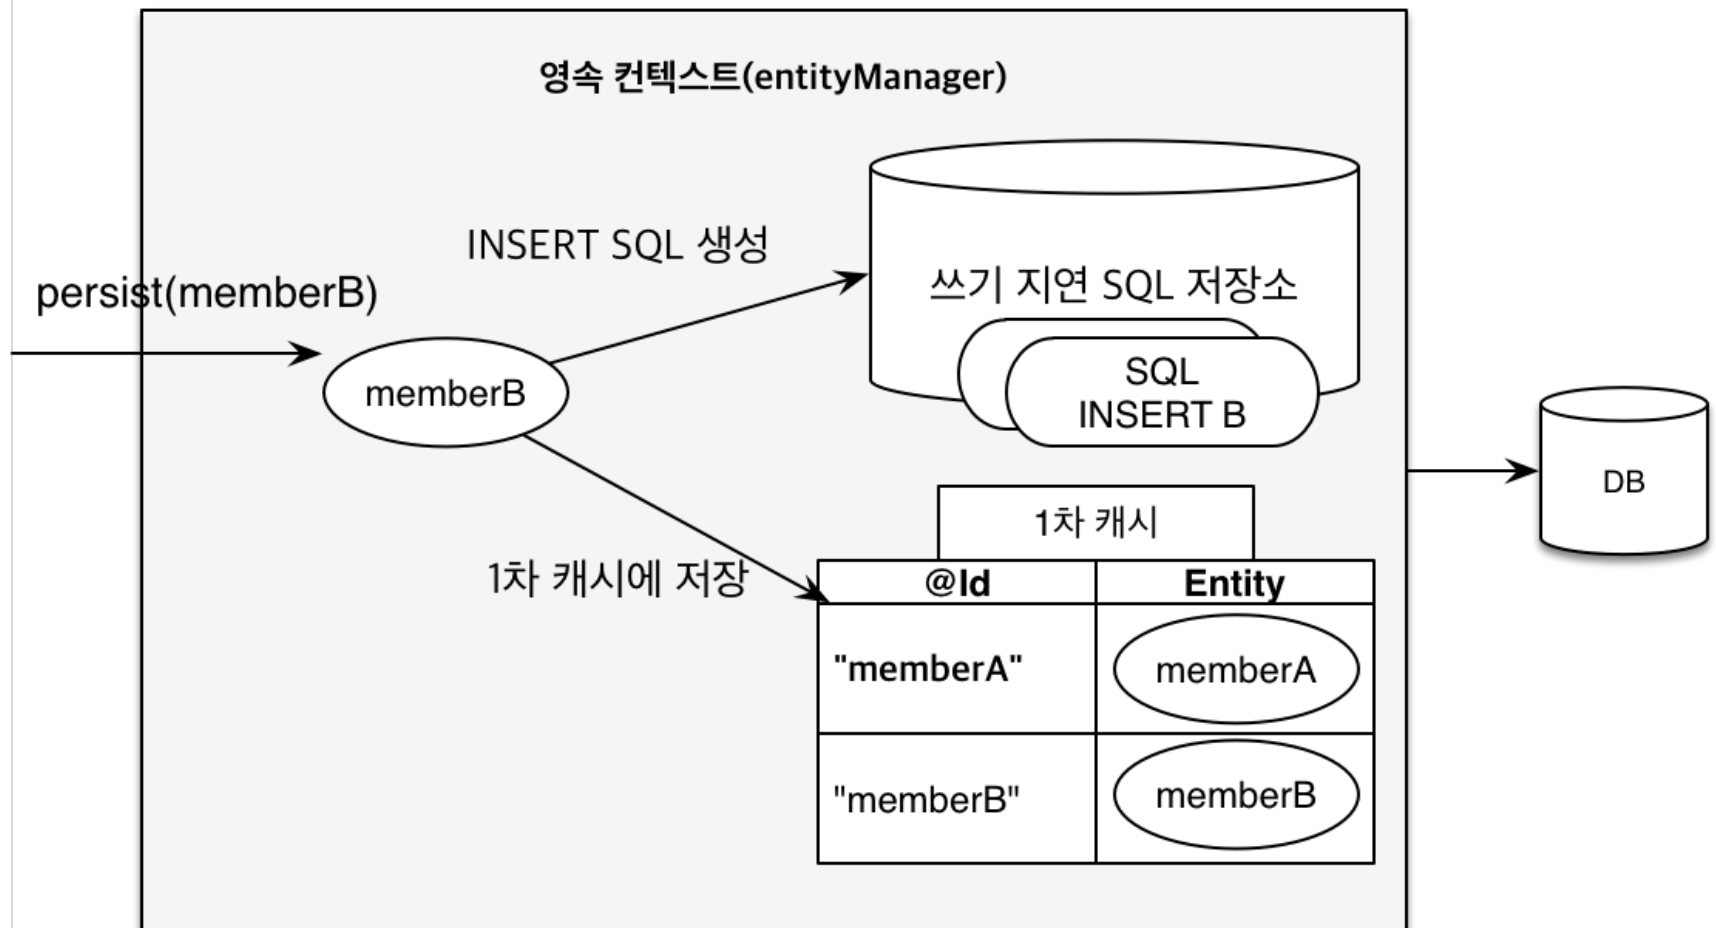 영속 컨텍스트(entityManager)
INSERT SQL 생성
persist(memberB)
memberB
쓰기 지연 SQL 저장소
SQL
INSERT B
DB
1차 캐시에 저장
1차 캐시
@Id Entity
"memberA" memberA
"memberB" memberB